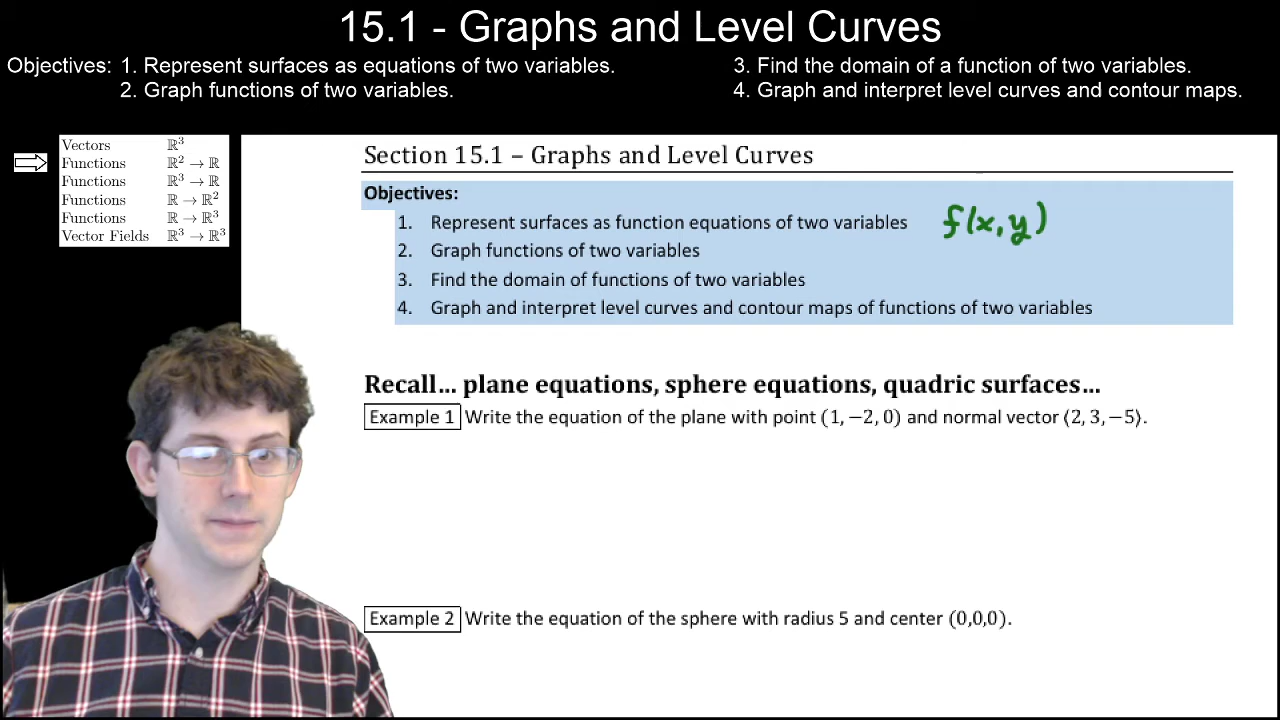 15.1 - Graphs and Level Curves
Objectives: 1. Represent surfaces as equations of two variables.
2. Graph functions of two variables.
3. Find the domain of a function of two variables.
4. Graph and interpret level curves and contour maps.
Vectors ℝ³
Functions ℝ² → ℝ
Functions ℝ³ → ℝ
Functions ℝ → ℝ²
Functions ℝ → ℝ³
Vector Fields ℝ³ → ℝ³
Section 15.1 – Graphs and Level Curves
Objectives:
1. Represent surfaces as function equations of two variables f(x,y)
2. Graph functions of two variables
3. Find the domain of functions of two variables
4. Graph and interpret level curves and contour maps of functions of two variables
Recall... plane equations, sphere equations, quadric surfaces...
Example 1 Write the equation of the plane with point (1, −2, 0) and normal vector ⟨2, 3, −5⟩.
Example 2 Write the equation of the sphere with radius 5 and center (0,0,0).